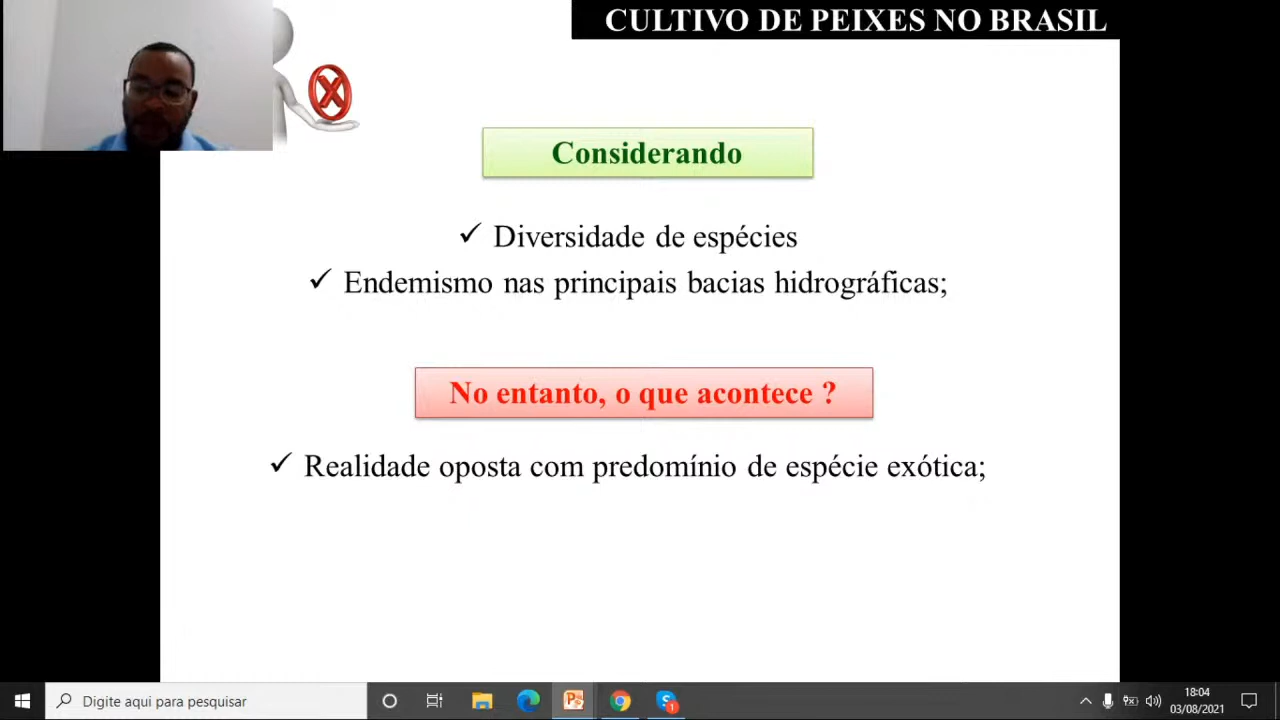 CULTIVO DE PEIXES NO BRASIL
Considerando
✓ Diversidade de espécies
✓ Endemismo nas principais bacias hidrográficas;
No entanto, o que acontece ?
✓ Realidade oposta com predomínio de espécie exótica;
Digite aqui para pesquisar
18:04
03/08/2021